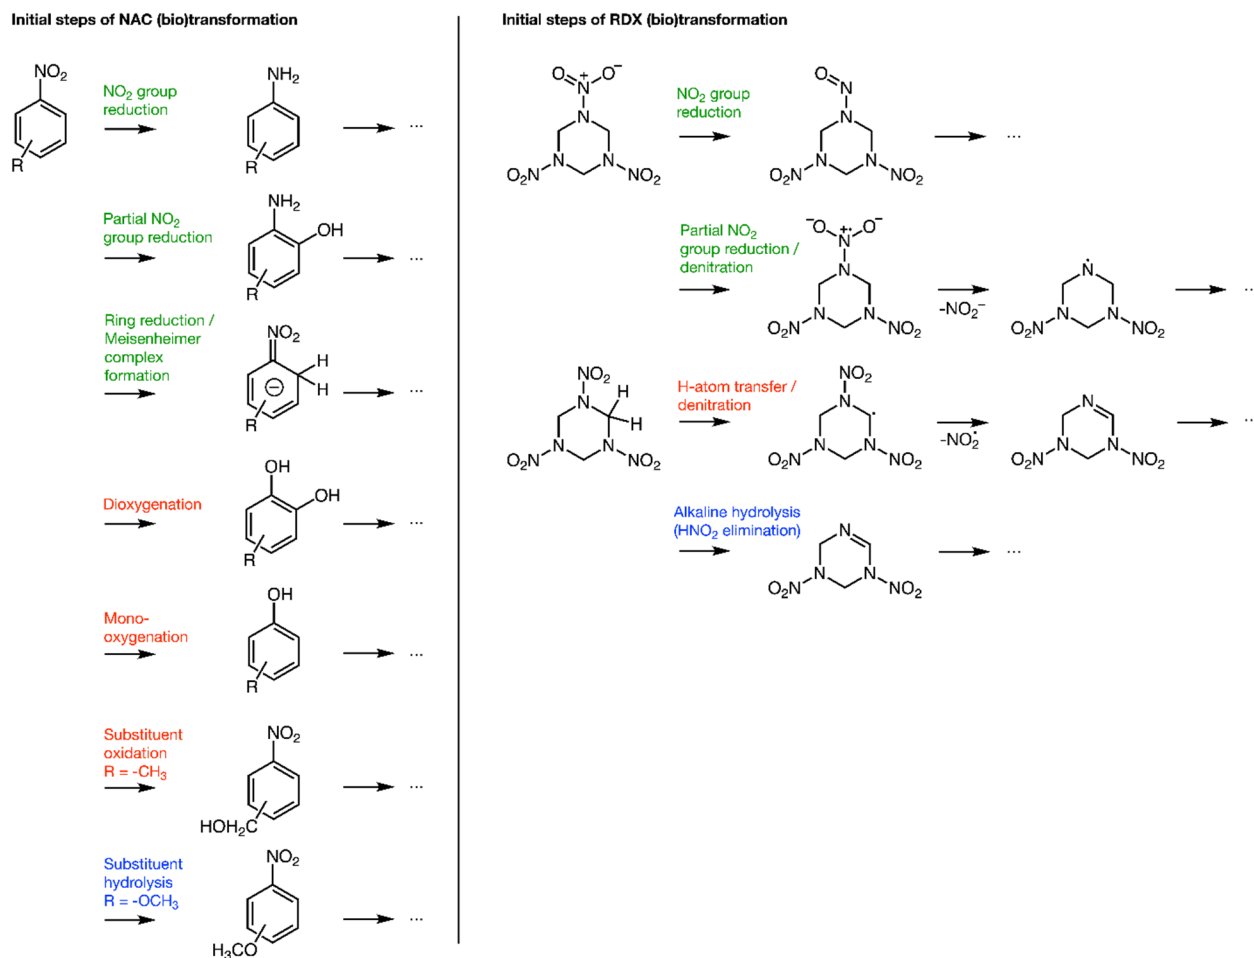 Initial steps of NAC (bio)transformation
NO₂
R
NO₂ group
reduction
NH₂
R
...
Partial NO₂
group reduction
NH₂
OH
R
...
Ring reduction /
Meisenheimer
complex
formation
NO₂
H
H
−
R
...
Dioxygenation
OH
OH
R
...
Mono-
oxygenation
OH
R
...
Substituent
oxidation
R = -CH₃
NO₂
HOH₂C
...
Substituent
hydrolysis
R = -OCH₃
NO₂
H₃CO
...
Initial steps of RDX (bio)transformation
O N⁺ O⁻
N
N N
O₂N NO₂
NO₂ group
reduction
O N
N
N N
O₂N NO₂
...
Partial NO₂
group reduction /
denitration
⁻O N⁺· O⁻
N
N N
O₂N NO₂
-NO₂⁻
N·
N N
O₂N NO₂
..
NO₂
H
N H
N N
O₂N NO₂
H-atom transfer /
denitration
NO₂
N ·
N N
O₂N NO₂
-NO₂·
N
N N
O₂N NO₂
..
Alkaline hydrolysis
(HNO₂ elimination)
N
N N
O₂N NO₂
...